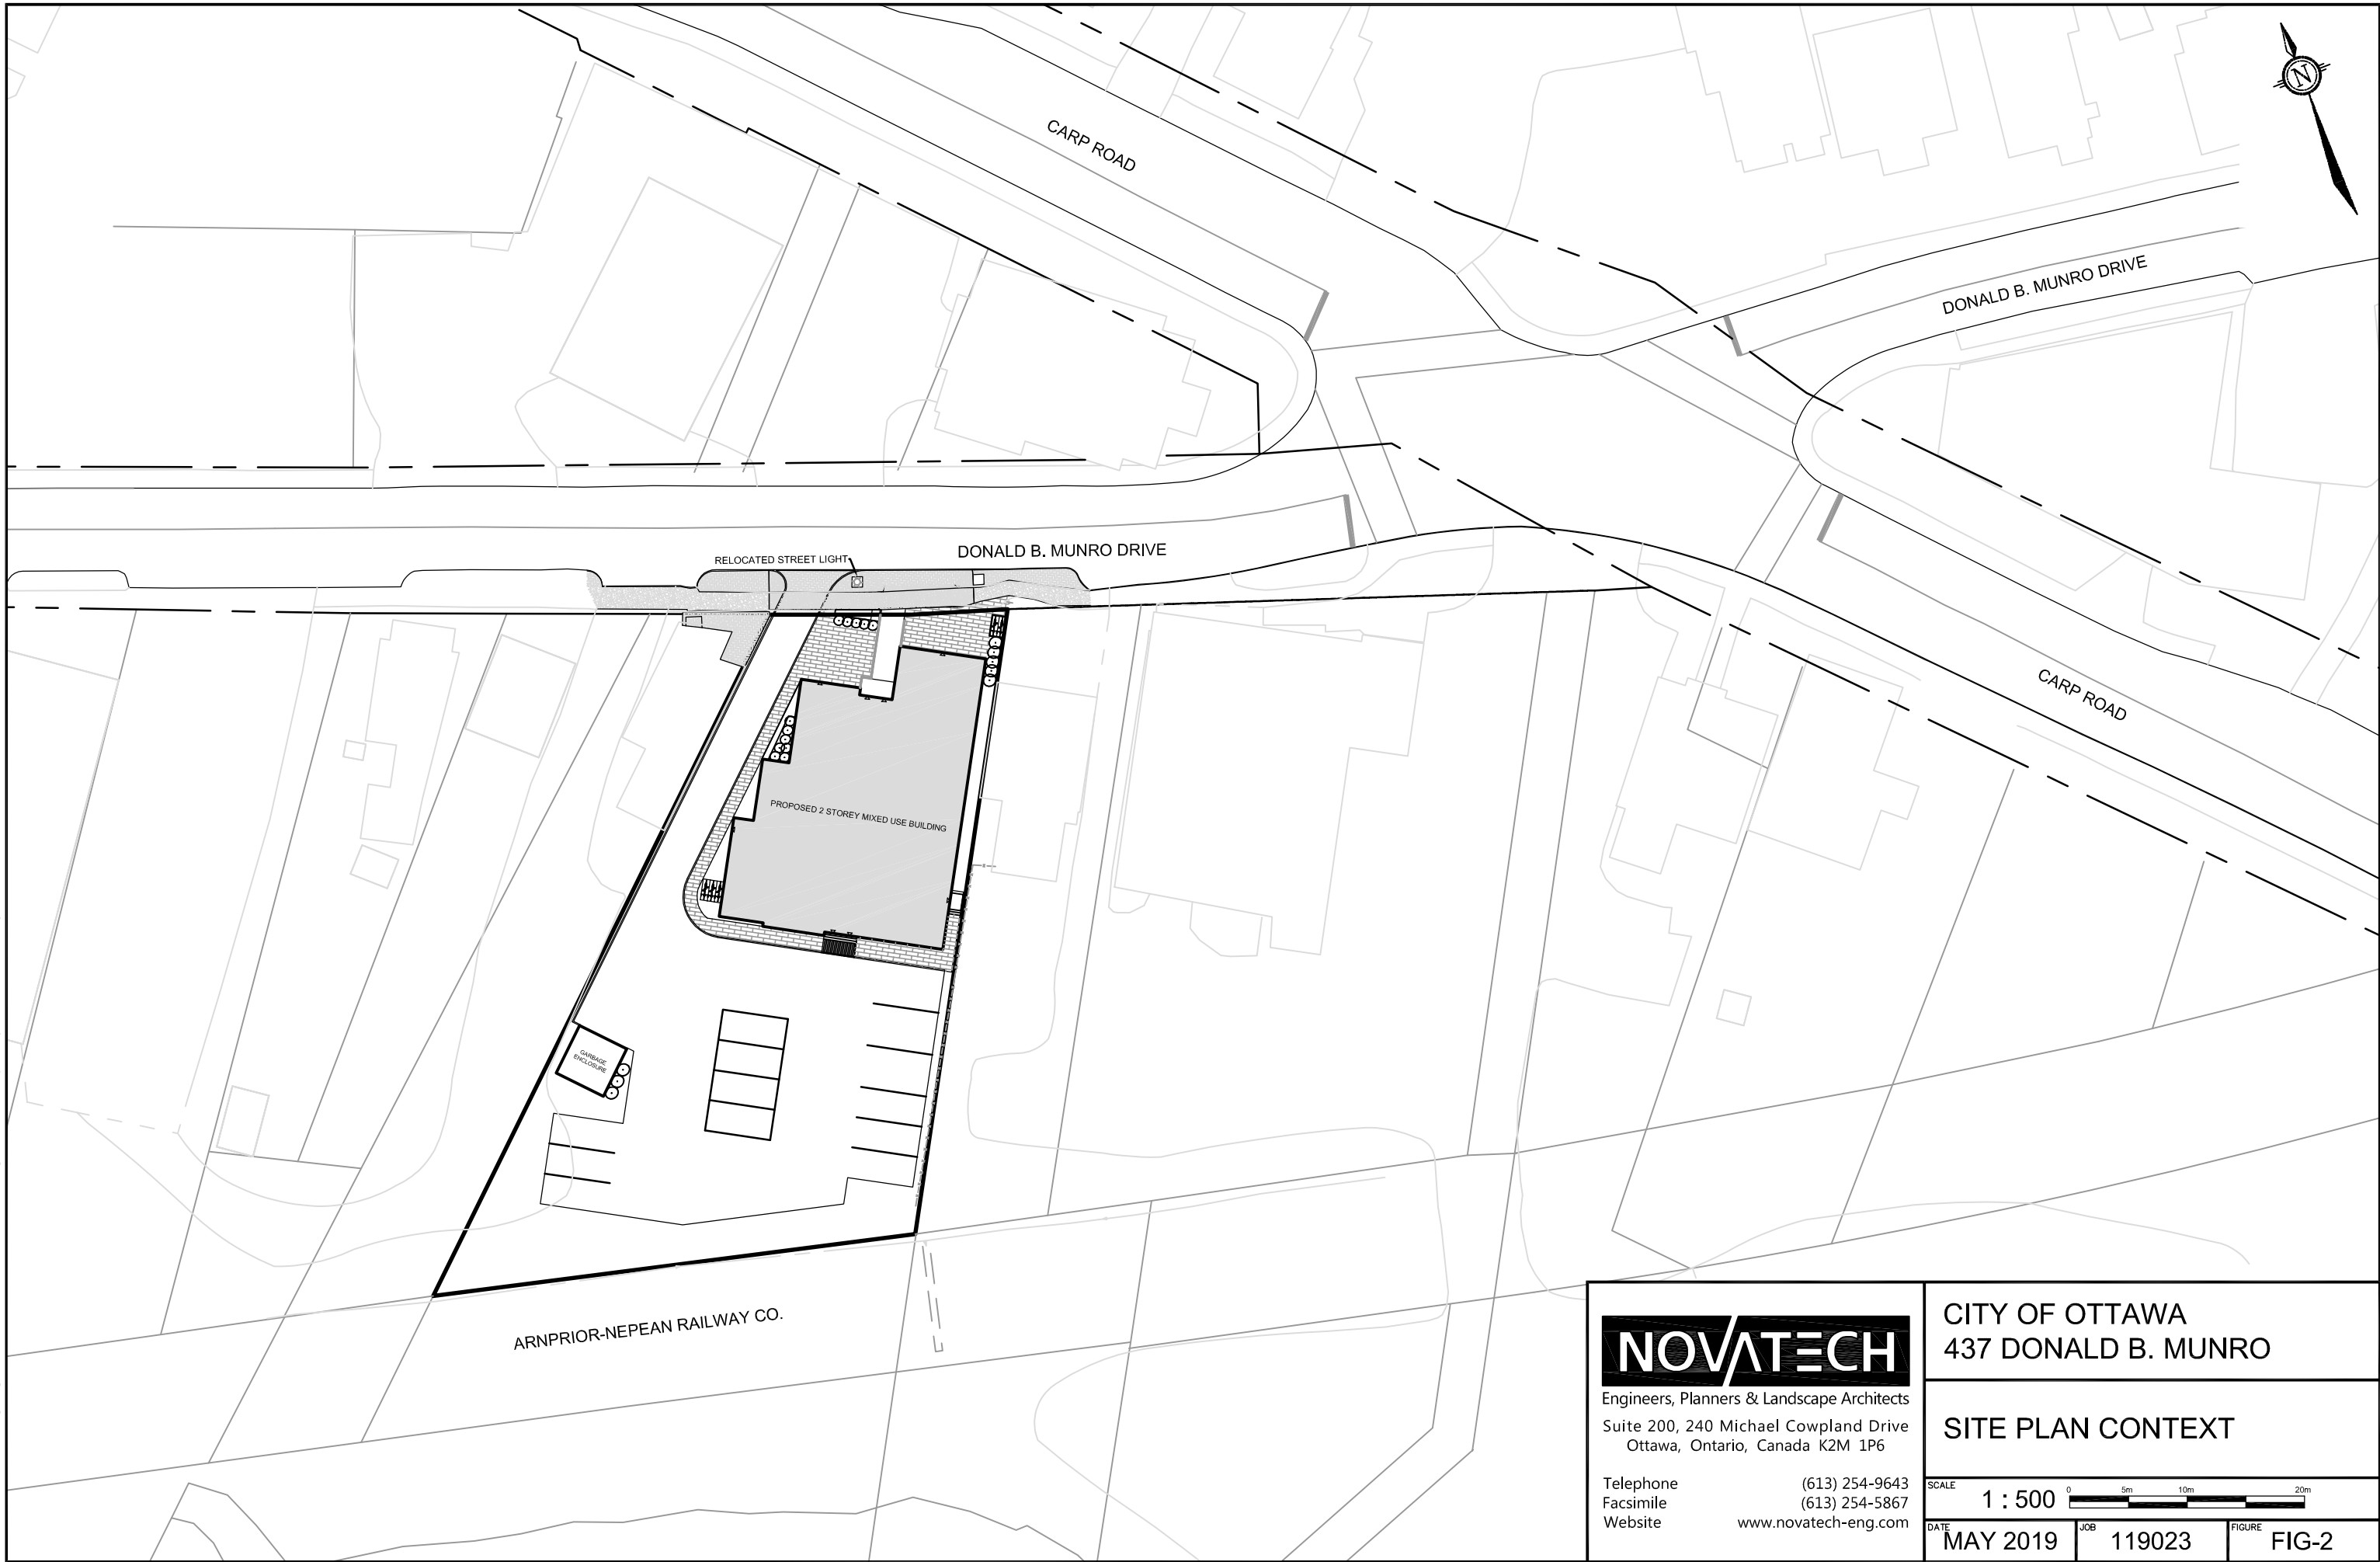 N
CARP ROAD
DONALD B. MUNRO DRIVE
RELOCATED STREET LIGHT
DONALD B. MUNRO DRIVE
CARP ROAD
PROPOSED 2 STOREY MIXED USE BUILDING
GARBAGE
ENCLOSURE
ARNPRIOR-NEPEAN RAILWAY CO.
NOVATECH
Engineers, Planners & Landscape Architects
Suite 200, 240 Michael Cowpland Drive
Ottawa, Ontario, Canada K2M 1P6
Telephone (613) 254-9643
Facsimile (613) 254-5867
Website www.novatech-eng.com
CITY OF OTTAWA
437 DONALD B. MUNRO
SITE PLAN CONTEXT
SCALE
1 : 500
0 5m 10m 20m
DATE MAY 2019
JOB 119023
FIGURE FIG-2